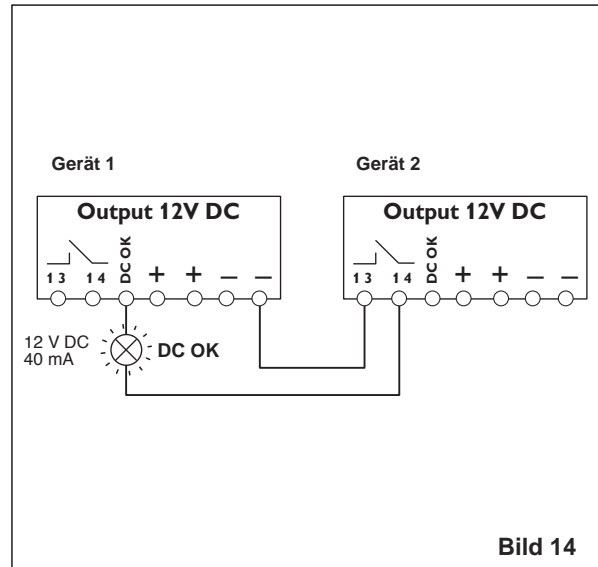 Gerät 1
Gerät 2
Output 12V DC
13 14 DC OK + + – –
Output 12V DC
13 14 DC OK + + – –
12 V DC
40 mA
DC OK
Bild 14